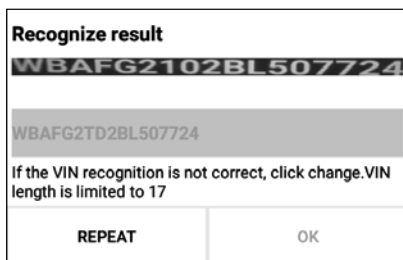 Recognize result
WBAFG2102BL507724
WBAFG2TD2BL507724
If the VIN recognition is not correct, click change.VIN
length is limited to 17
REPEAT OK